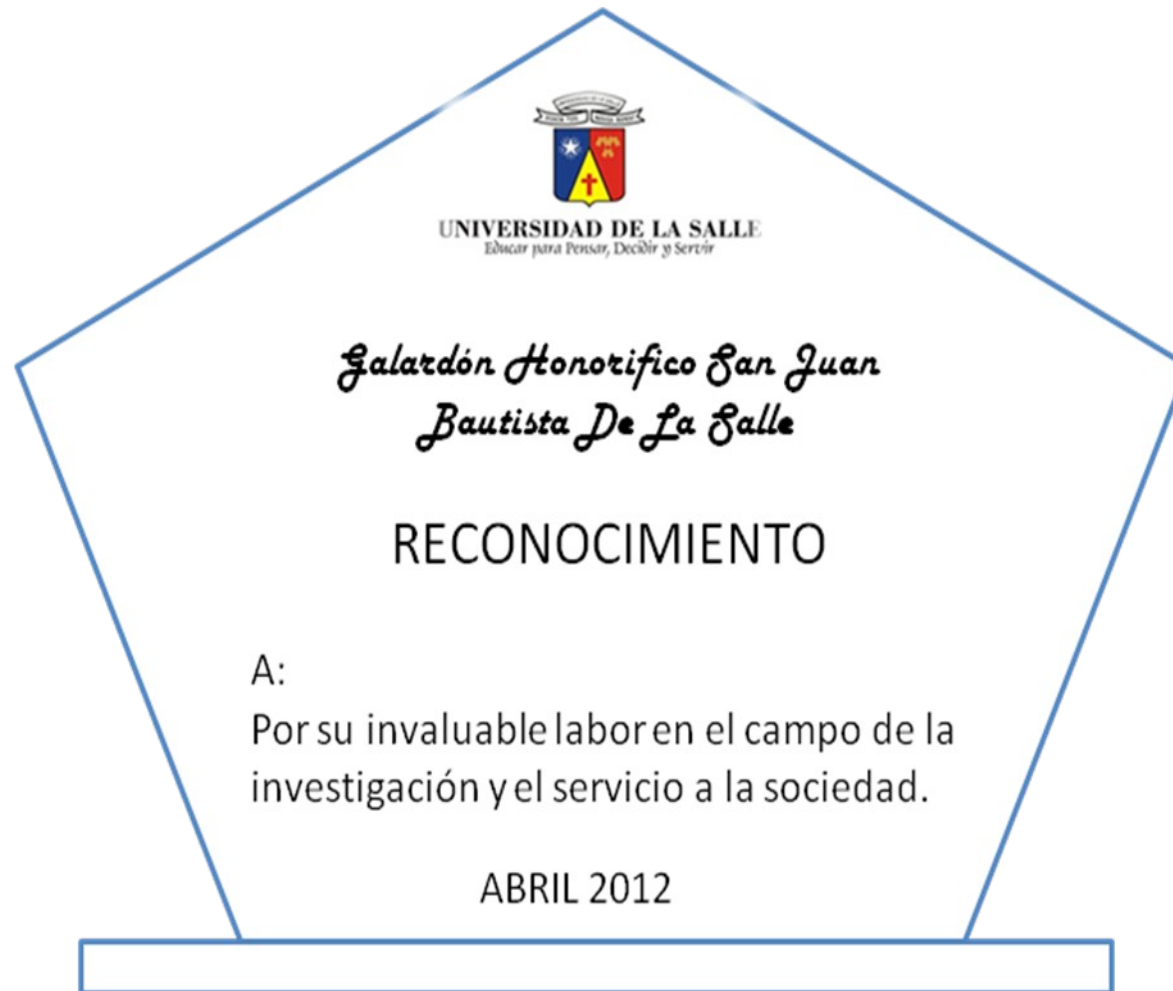 UNIVERSIDAD DE LA SALLE
Educar para Pensar, Decidir y Servir
Galardón Honorifico San Juan
Bautista De La Salle
RECONOCIMIENTO
A:
Por su invaluable labor en el campo de la
investigación y el servicio a la sociedad.
ABRIL 2012